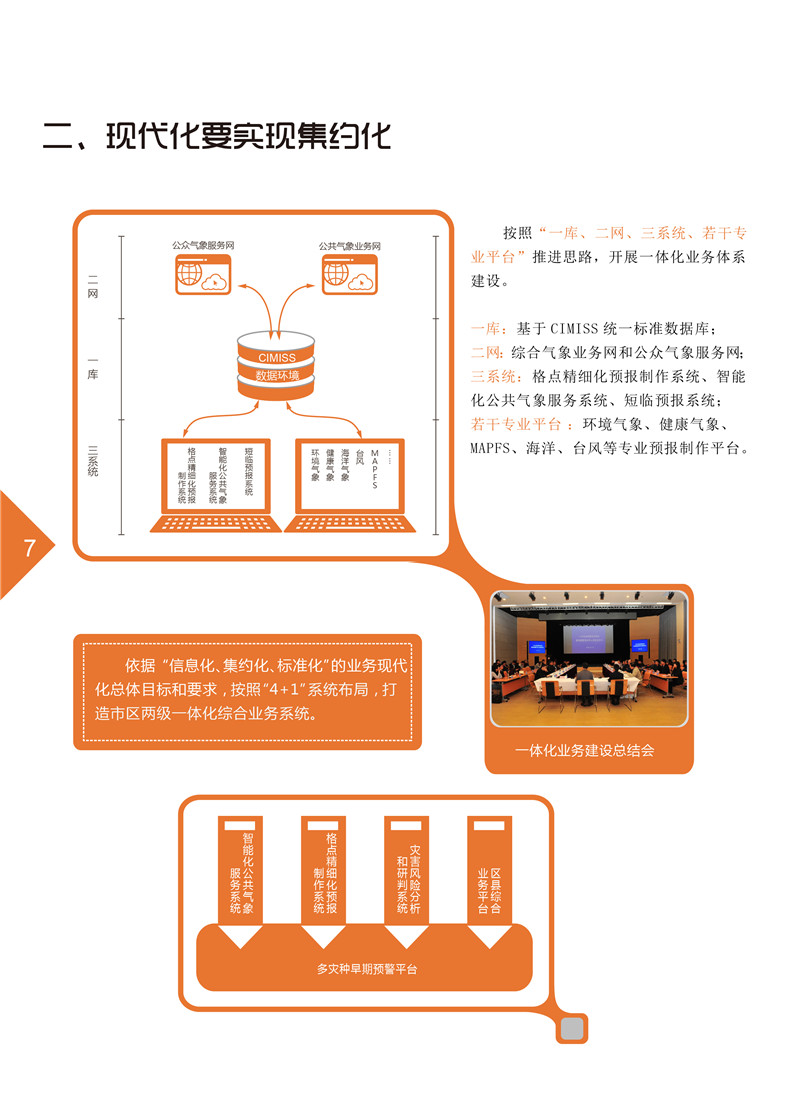 二、现代化要实现集约化
公众气象服务网
公共气象业务网
二网
CIMISS
数据环境
一库
三系统
格点精细化预报
制作系统
智能化公共气象
服务系统
短临预报系统
环境气象
健康气象
海洋气象
台风
MAPFS
……
按照“一库、二网、三系统、若干专
业平台”推进思路，开展一体化业务体系
建设。
一库：基于 CIMISS 统一标准数据库；
二网：综合气象业务网和公众气象服务网；
三系统：格点精细化预报制作系统、智能
化公共气象服务系统、短临预报系统；
若干专业平台：环境气象、健康气象、
MAPFS、海洋、台风等专业预报制作平台。
7
依据“信息化、集约化、标准化”的业务现代
化总体目标和要求，按照“4+1”系统布局，打
造市区两级一体化综合业务系统。
一体化业务建设总结会
智能化公共气象
服务系统
格点精细化预报
制作系统
灾害风险分析
和研判系统
区县综合
业务平台
多灾种早期预警平台